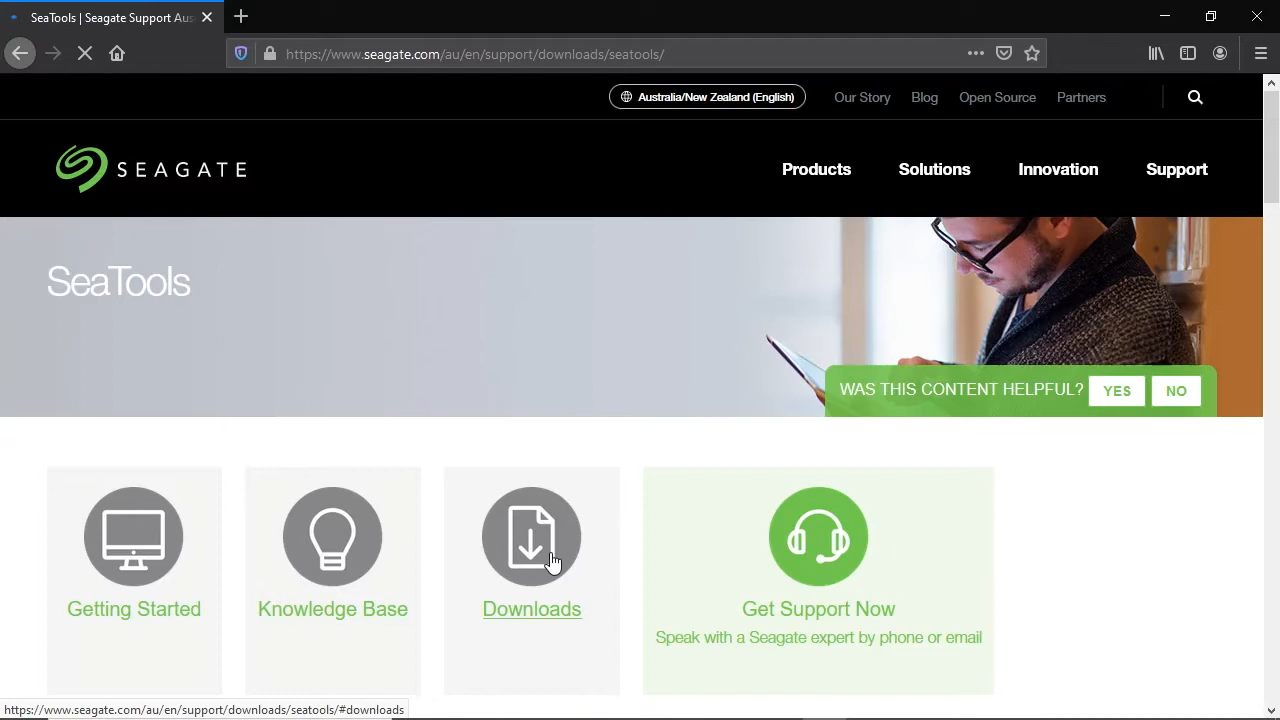 SeaTools | Seagate Support Aus
https://www.seagate.com/au/en/support/downloads/seatools/
Australia/New Zealand (English) Our Story Blog Open Source Partners
SEAGATE Products Solutions Innovation Support
SeaTools
WAS THIS CONTENT HELPFUL? YES NO
Getting Started Knowledge Base Downloads Get Support Now
Speak with a Seagate expert by phone or email
https://www.seagate.com/au/en/support/downloads/seatools/#downloads